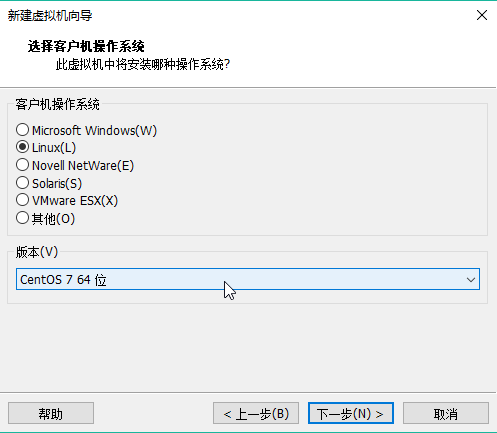 新建虚拟机向导
选择客户机操作系统
此虚拟机中将安装哪种操作系统?
客户机操作系统
Microsoft Windows(W)
Linux(L)
Novell NetWare(E)
Solaris(S)
VMware ESX(X)
其他(O)
版本(V)
CentOS 7 64 位
帮助
< 上一步(B)
下一步(N) >
取消